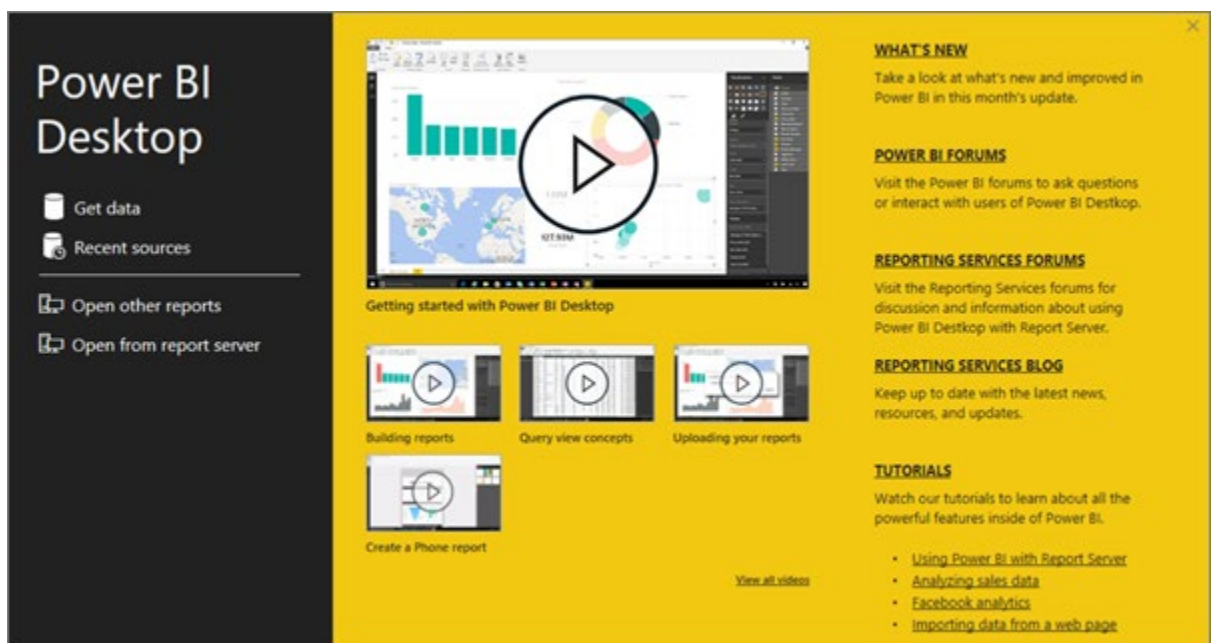 Power BI
Desktop
Get data
Recent sources
Open other reports
Open from report server
127.93M
Getting started with Power BI Desktop
Building reports
Query view concepts
Uploading your reports
Create a Phone report
View all videos
WHAT'S NEW
Take a look at what's new and improved in
Power BI in this month's update.
POWER BI FORUMS
Visit the Power BI forums to ask questions
or interact with users of Power BI Destkop.
REPORTING SERVICES FORUMS
Visit the Reporting Services forums for
discussion and information about using
Power BI Destkop with Report Server.
REPORTING SERVICES BLOG
Keep up to date with the latest news,
resources, and updates.
TUTORIALS
Watch our tutorials to learn about all the
powerful features inside of Power BI.
• Using Power BI with Report Server
• Analyzing sales data
• Facebook analytics
• Importing data from a web page